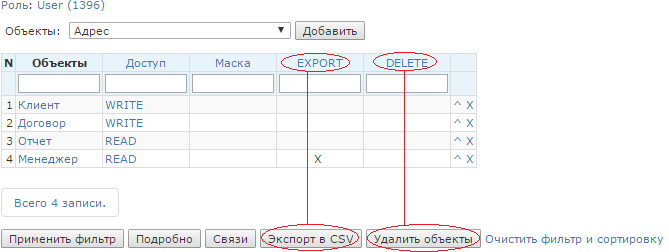 Роль: User (1396)
Объекты: Адрес Добавить
N Объекты Доступ Маска EXPORT DELETE
1 Клиент WRITE ^ X
2 Договор WRITE ^ X
3 Отчет READ ^ X
4 Менеджер READ X ^ X
Всего 4 записи.
Применить фильтр Подробно Связи Экспорт в CSV Удалить объекты Очистить фильтр и сортировку